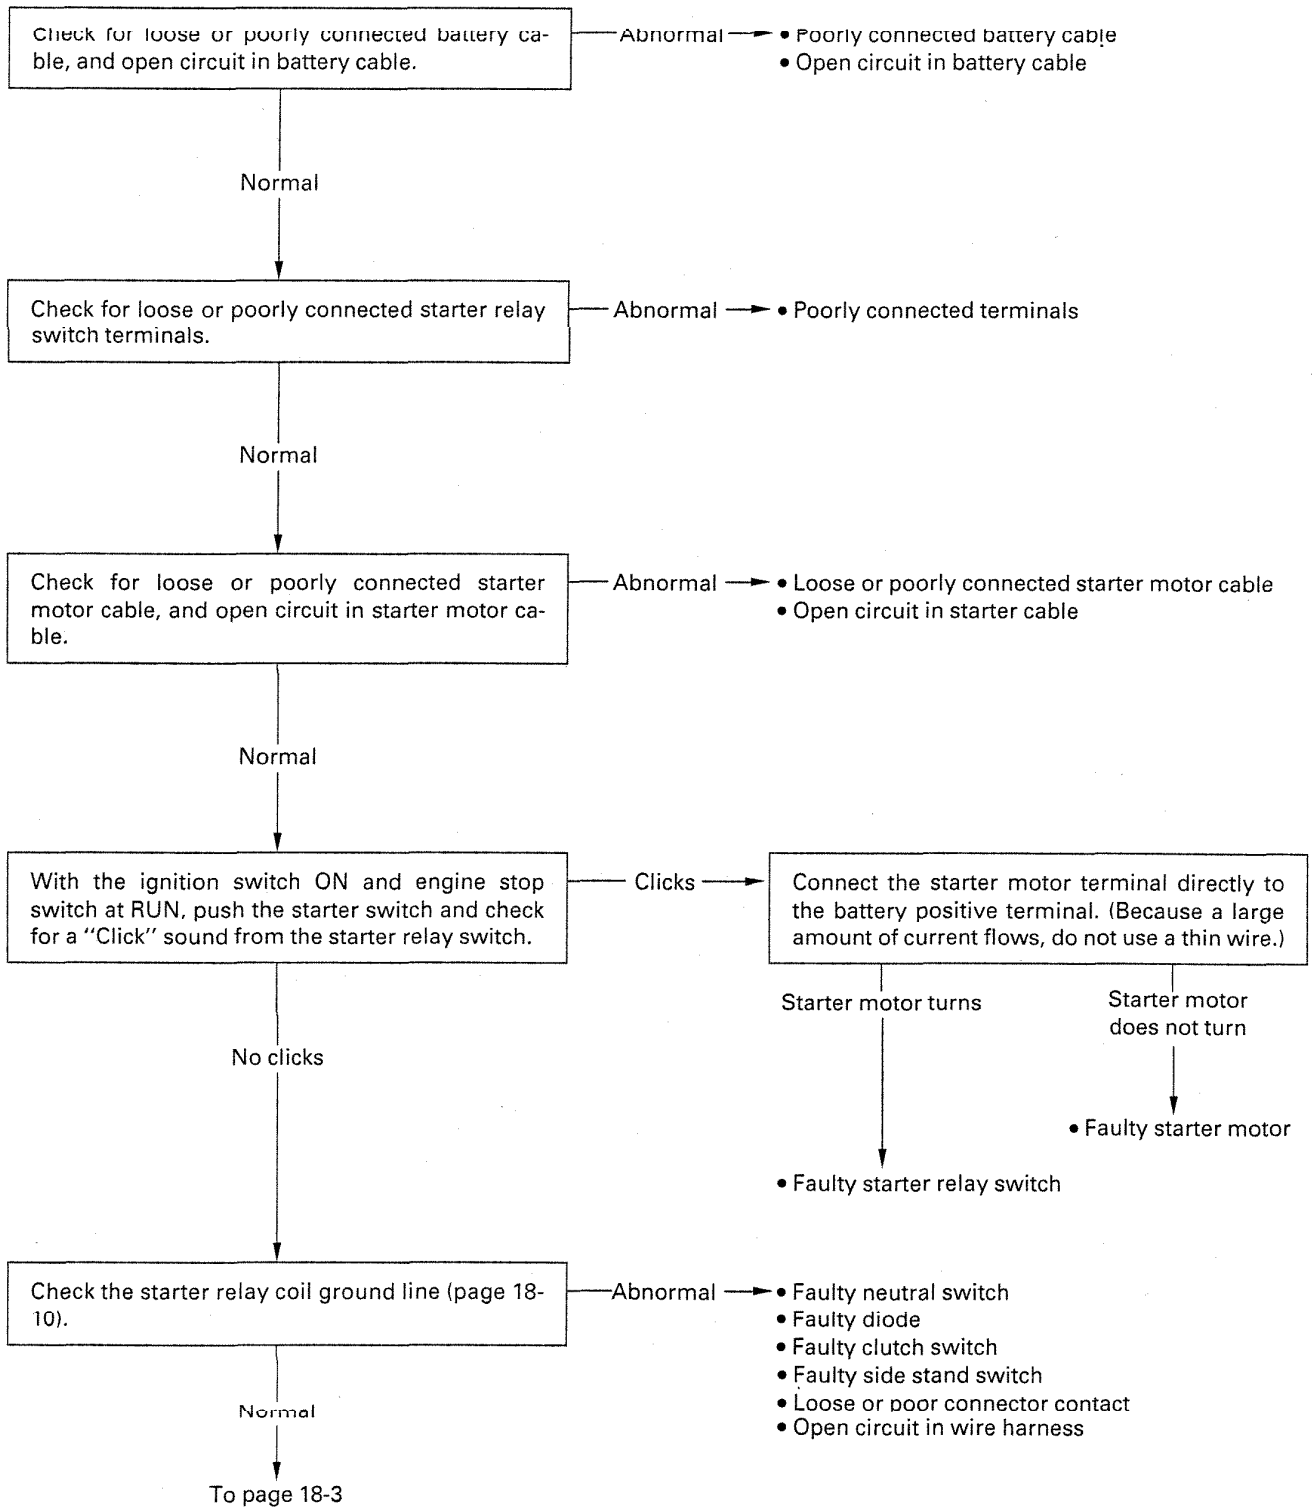 Check for loose or poorly connected battery ca-
ble, and open circuit in battery cable.
Abnormal
• Poorly connected battery cable
• Open circuit in battery cable
Normal
Check for loose or poorly connected starter relay
switch terminals.
Abnormal
• Poorly connected terminals
Normal
Check for loose or poorly connected starter
motor cable, and open circuit in starter motor ca-
ble.
Abnormal
• Loose or poorly connected starter motor cable
• Open circuit in starter cable
Normal
With the ignition switch ON and engine stop
switch at RUN, push the starter switch and check
for a "Click" sound from the starter relay switch.
Clicks
Connect the starter motor terminal directly to
the battery positive terminal. (Because a large
amount of current flows, do not use a thin wire.)
Starter motor turns
Starter motor
does not turn
• Faulty starter motor
• Faulty starter relay switch
No clicks
Check the starter relay coil ground line (page 18-
10).
Abnormal
• Faulty neutral switch
• Faulty diode
• Faulty clutch switch
• Faulty side stand switch
• Loose or poor connector contact
• Open circuit in wire harness
Normal
To page 18-3